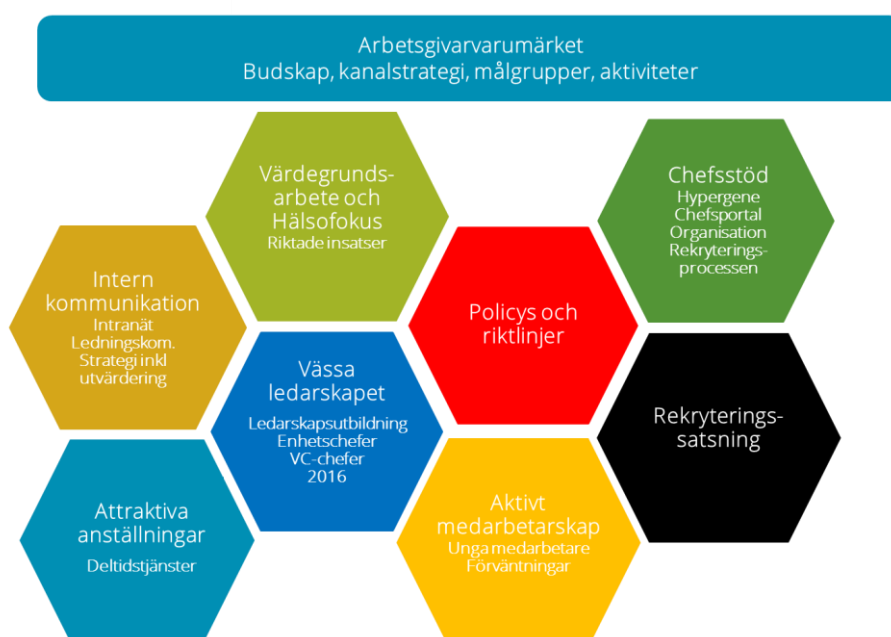 Arbetsgivarvarumärket
Budskap, kanalstrategi, målgrupper, aktiviteter
Värdegrunds-
arbete och
Hälsofokus
Riktade insatser
Chefsstöd
Hypergene
Chefsportal
Organisation
Rekryterings-
processen
Intern
kommunikation
Intranät
Ledningskom.
Strategi inkl
utvärdering
Policys och
riktlinjer
Vässa
ledarskapet
Ledarskapsutbildning
Enhetschefer
VC-chefer
2016
Rekryterings-
satsning
Attraktiva
anställningar
Deltidstjänster
Aktivt
medarbetarskap
Unga medarbetare
Förväntningar